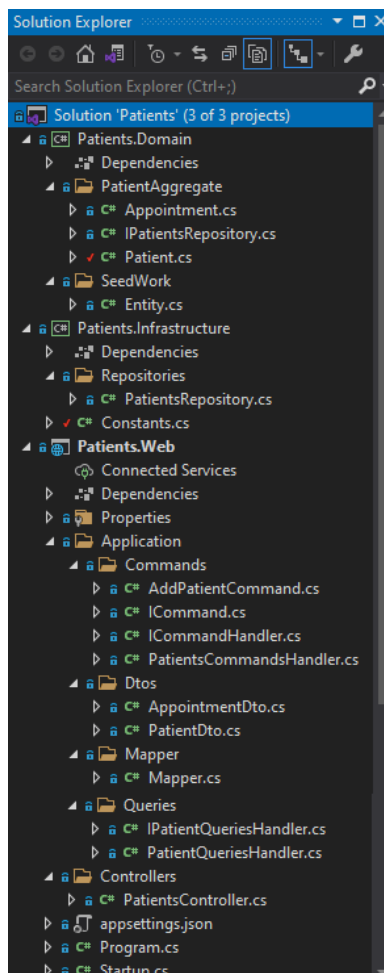 Solution Explorer
Search Solution Explorer (Ctrl+;)
Solution 'Patients' (3 of 3 projects)
C# Patients.Domain
Dependencies
PatientAggregate
C# Appointment.cs
C# IPatientsRepository.cs
C# Patient.cs
SeedWork
C# Entity.cs
C# Patients.Infrastructure
Dependencies
Repositories
C# PatientsRepository.cs
C# Constants.cs
Patients.Web
Connected Services
Dependencies
Properties
Application
Commands
C# AddPatientCommand.cs
C# ICommand.cs
C# ICommandHandler.cs
C# PatientsCommandsHandler.cs
Dtos
C# AppointmentDto.cs
C# PatientDto.cs
Mapper
C# Mapper.cs
Queries
C# IPatientQueriesHandler.cs
C# PatientQueriesHandler.cs
Controllers
C# PatientsController.cs
appsettings.json
C# Program.cs
C# Startup.cs